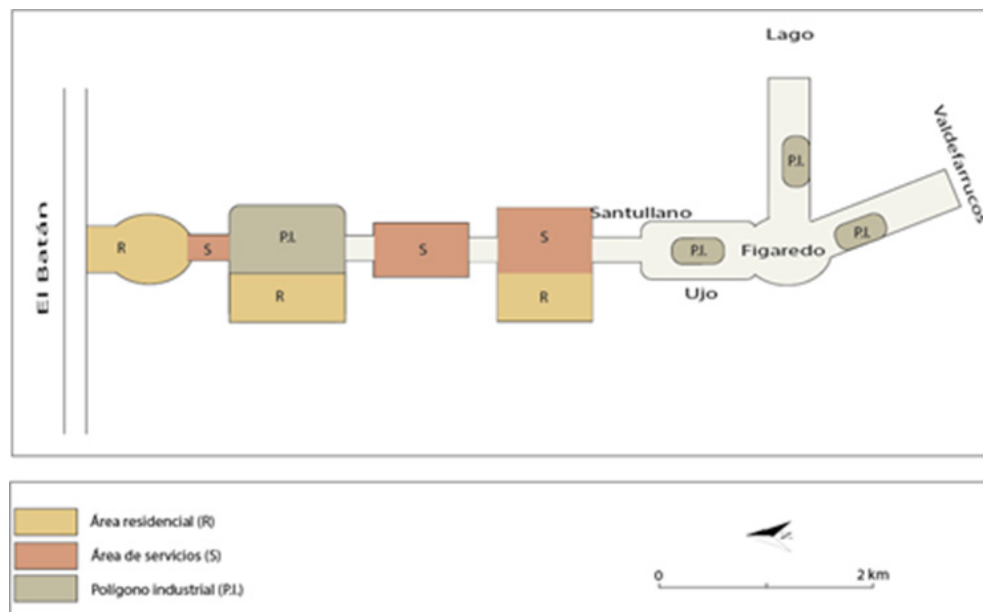 Lago
Valdefarrucos
P.I.
Santullano
El Batán
R
S
P.I.
S
S
P.I.
Figaredo
P.I.
R
R
Ujo
Área residencial (R)
Área de servicios (S)
Polígono industrial (P.I.)
0
2 km